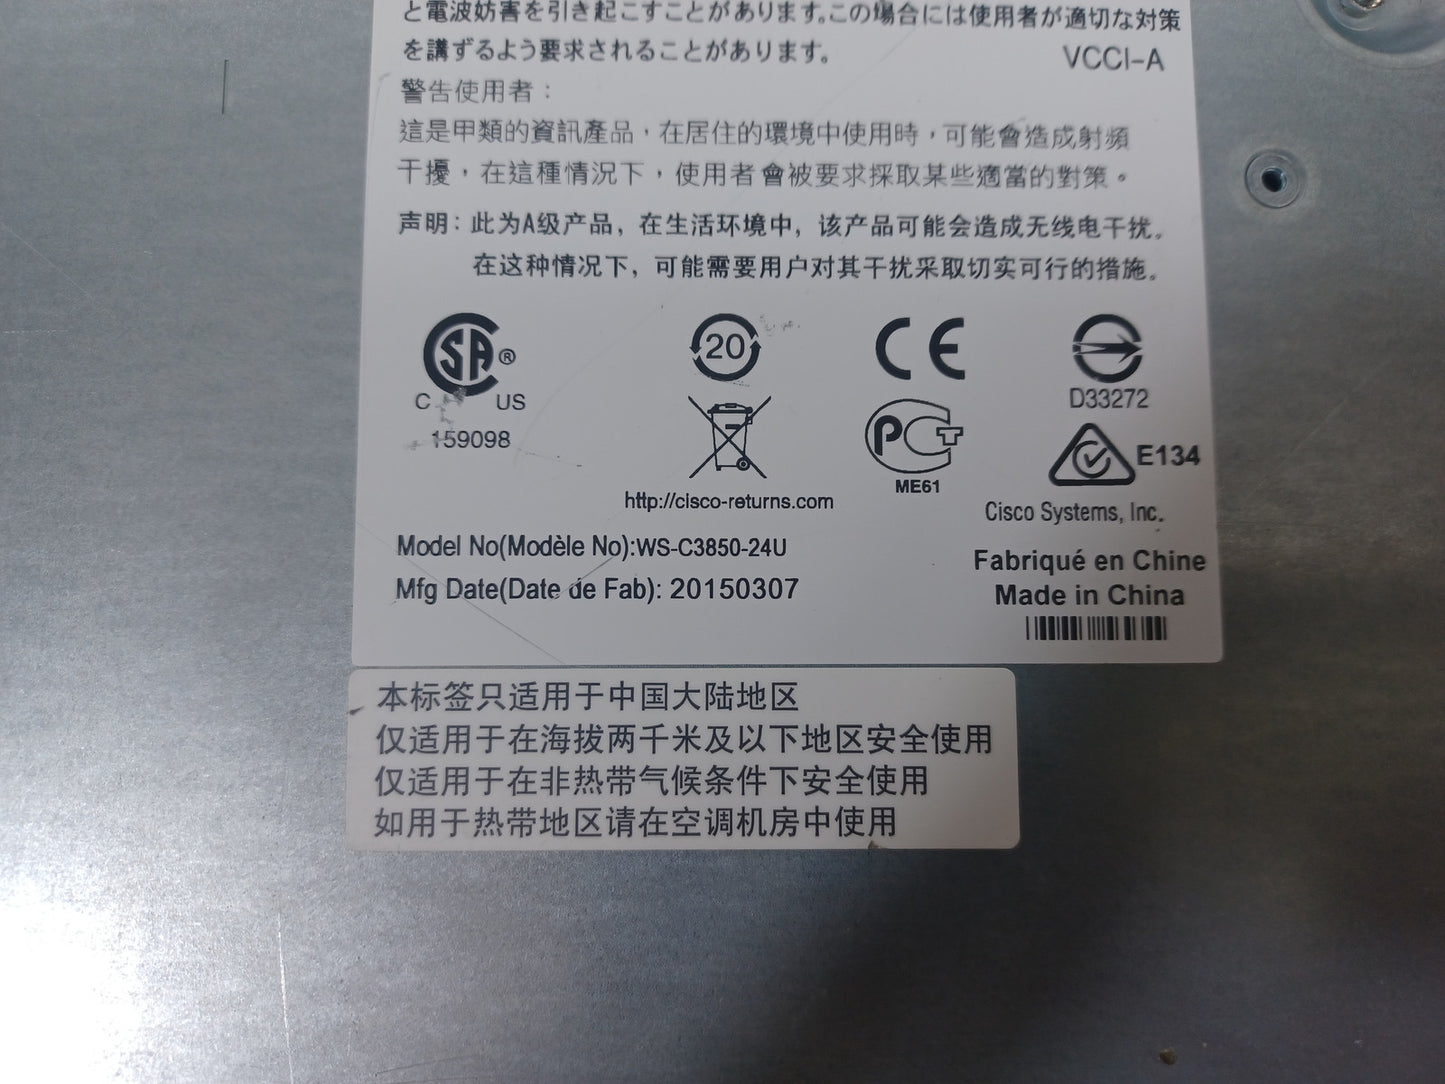 と電波妨害を引き起こすことがあります。この場合には使用者が適切な対策
を講ずるよう要求されることがあります。
VCCI-A
警告使用者：
這是甲類的資訊產品，在居住的環境中使用時，可能會造成射頻
干擾，在這種情況下，使用者會被要求採取某些適當的對策。
声明：此为A级产品，在生活环境中，该产品可能会造成无线电干扰。
在这种情况下，可能需要用户对其干扰采取切实可行的措施。
SA®
C US
159098
20
CE
D33272
PCT
ME61
E134
http://cisco-returns.com
Cisco Systems, Inc.
Model No(Modèle No):WS-C3850-24U
Mfg Date(Date de Fab): 20150307
Fabriqué en Chine
Made in China
本标签只适用于中国大陆地区
仅适用于在海拔两千米及以下地区安全使用
仅适用于在非热带气候条件下安全使用
如用于热带地区请在空调机房中使用